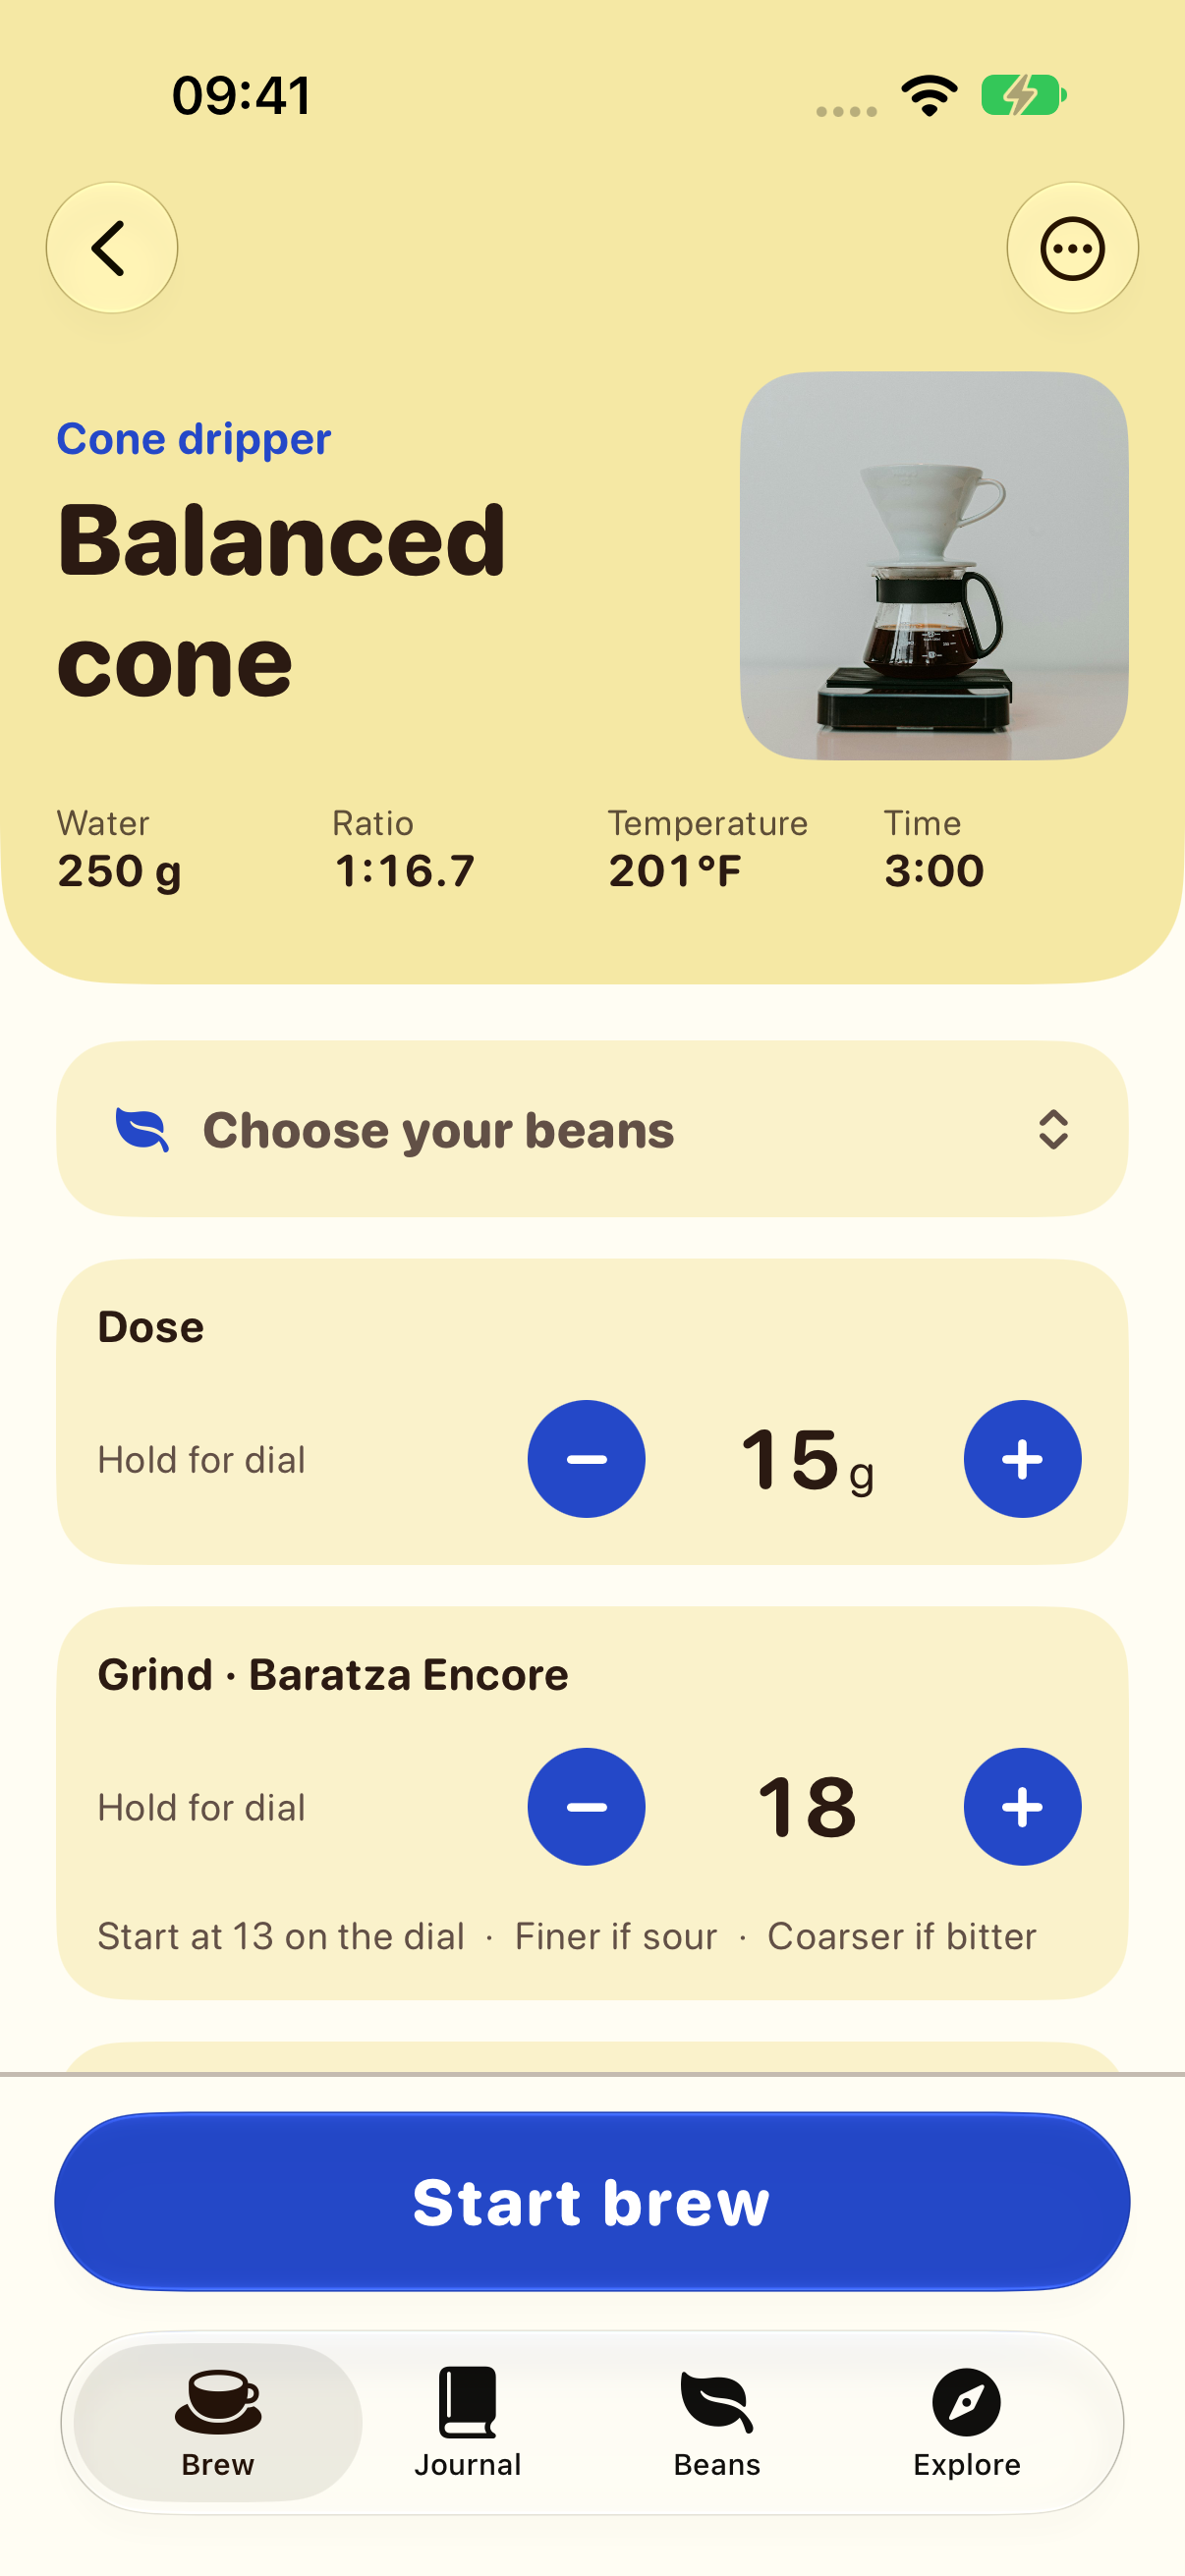 09:41
Cone dripper
Balanced
cone
Water Ratio Temperature Time
250 g 1:16.7 201°F 3:00
Choose your beans
Dose
Hold for dial 15 g
Grind · Baratza Encore
Hold for dial 18
Start at 13 on the dial · Finer if sour · Coarser if bitter
Start brew
Brew Journal Beans Explore